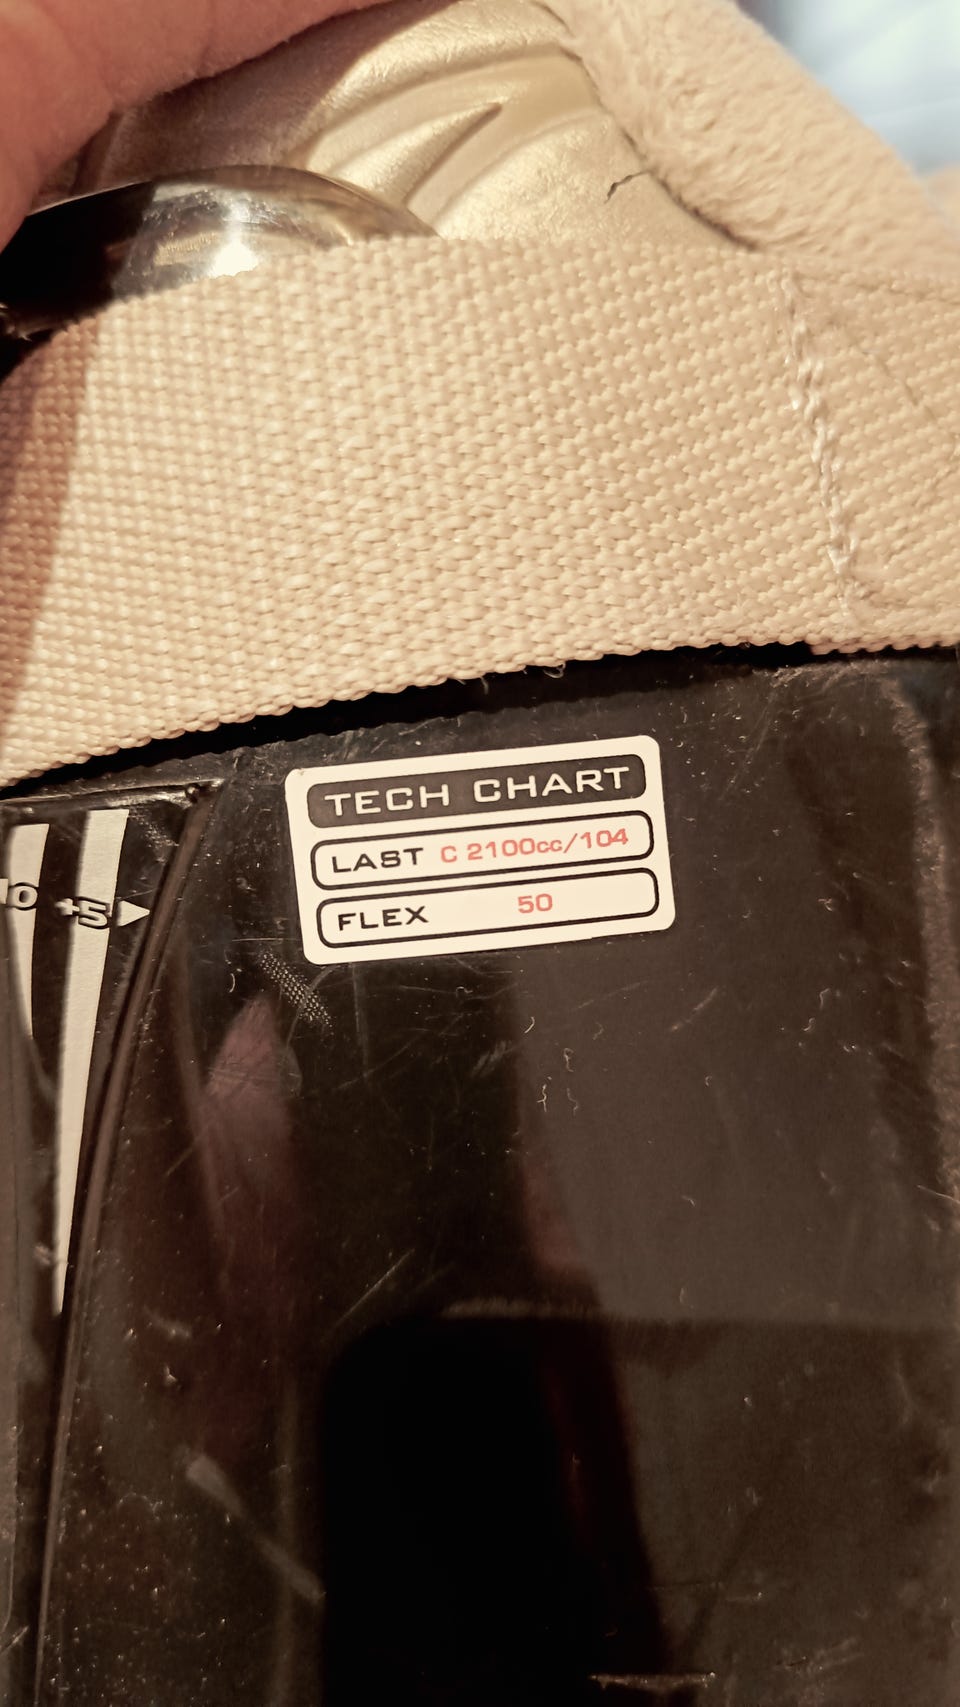 TECH CHART
LAST C 2100cc/104
FLEX 50
+5